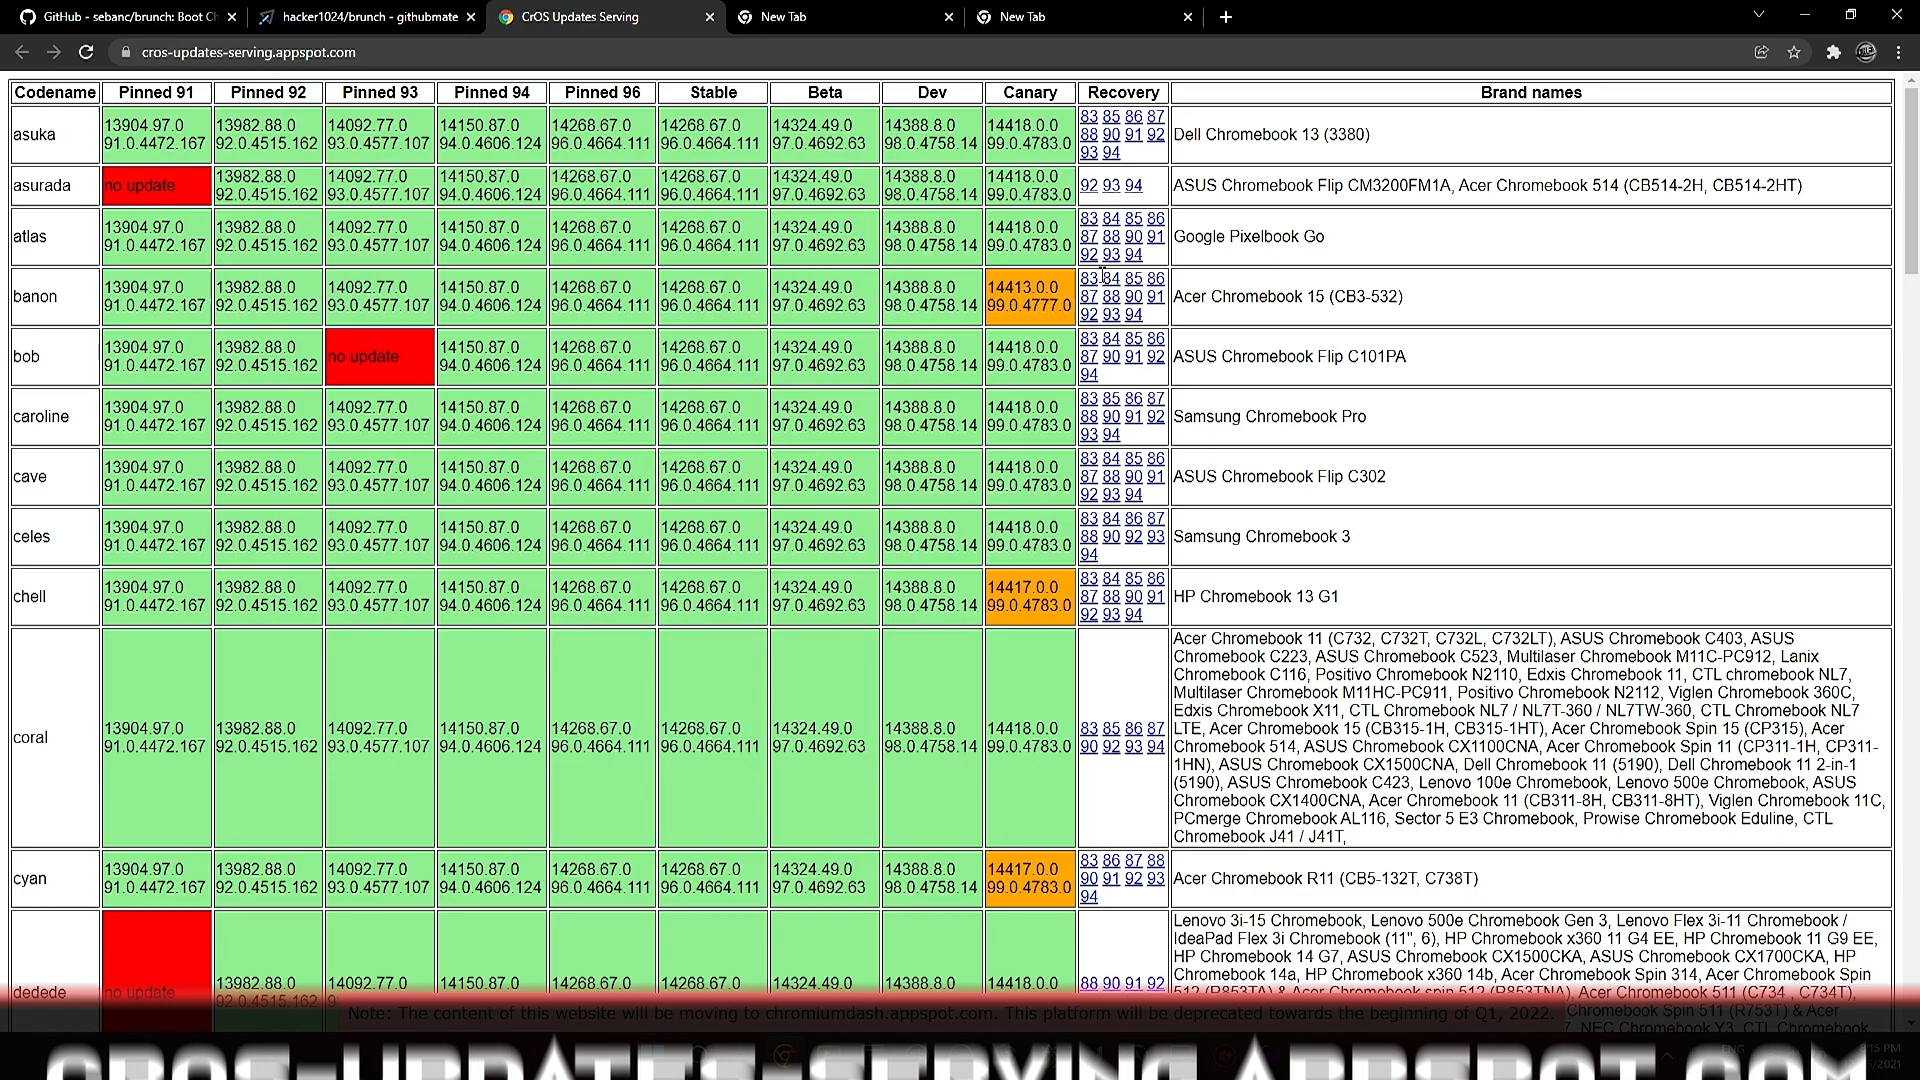 GitHub - sebanc/brunch: Boot Ch
hacker1024/brunch - githubmate
CrOS Updates Serving
New Tab
New Tab
cros-updates-serving.appspot.com
Codename Pinned 91 Pinned 92 Pinned 93 Pinned 94 Pinned 96 Stable Beta Dev Canary Recovery Brand names
asuka
13904.97.0
91.0.4472.167
13982.88.0
92.0.4515.162
14092.77.0
93.0.4577.107
14150.87.0
94.0.4606.124
14268.67.0
96.0.4664.111
14268.67.0
96.0.4664.111
14324.49.0
97.0.4692.63
14388.8.0
98.0.4758.14
14418.0.0
99.0.4783.0
83 85 86 87
88 90 91 92
93 94
Dell Chromebook 13 (3380)
asurada
no update
13982.88.0
92.0.4515.162
14092.77.0
93.0.4577.107
14150.87.0
94.0.4606.124
14268.67.0
96.0.4664.111
14268.67.0
96.0.4664.111
14324.49.0
97.0.4692.63
14388.8.0
98.0.4758.14
14418.0.0
99.0.4783.0
92 93 94
ASUS Chromebook Flip CM3200FM1A, Acer Chromebook 514 (CB514-2H, CB514-2HT)
atlas
13904.97.0
91.0.4472.167
13982.88.0
92.0.4515.162
14092.77.0
93.0.4577.107
14150.87.0
94.0.4606.124
14268.67.0
96.0.4664.111
14268.67.0
96.0.4664.111
14324.49.0
97.0.4692.63
14388.8.0
98.0.4758.14
14418.0.0
99.0.4783.0
83 84 85 86
87 88 90 91
92 93 94
Google Pixelbook Go
banon
13904.97.0
91.0.4472.167
13982.88.0
92.0.4515.162
14092.77.0
93.0.4577.107
14150.87.0
94.0.4606.124
14268.67.0
96.0.4664.111
14268.67.0
96.0.4664.111
14324.49.0
97.0.4692.63
14388.8.0
98.0.4758.14
14413.0.0
99.0.4777.0
83 84 85 86
87 88 90 91
92 93 94
Acer Chromebook 15 (CB3-532)
bob
13904.97.0
91.0.4472.167
13982.88.0
92.0.4515.162
no update
14150.87.0
94.0.4606.124
14268.67.0
96.0.4664.111
14268.67.0
96.0.4664.111
14324.49.0
97.0.4692.63
14388.8.0
98.0.4758.14
14418.0.0
99.0.4783.0
83 84 85 86
87 90 91 92
94
ASUS Chromebook Flip C101PA
caroline
13904.97.0
91.0.4472.167
13982.88.0
92.0.4515.162
14092.77.0
93.0.4577.107
14150.87.0
94.0.4606.124
14268.67.0
96.0.4664.111
14268.67.0
96.0.4664.111
14324.49.0
97.0.4692.63
14388.8.0
98.0.4758.14
14418.0.0
99.0.4783.0
83 85 86 87
88 90 91 92
93 94
Samsung Chromebook Pro
cave
13904.97.0
91.0.4472.167
13982.88.0
92.0.4515.162
14092.77.0
93.0.4577.107
14150.87.0
94.0.4606.124
14268.67.0
96.0.4664.111
14268.67.0
96.0.4664.111
14324.49.0
97.0.4692.63
14388.8.0
98.0.4758.14
14418.0.0
99.0.4783.0
83 84 85 86
87 88 90 91
92 93 94
ASUS Chromebook Flip C302
celes
13904.97.0
91.0.4472.167
13982.88.0
92.0.4515.162
14092.77.0
93.0.4577.107
14150.87.0
94.0.4606.124
14268.67.0
96.0.4664.111
14268.67.0
96.0.4664.111
14324.49.0
97.0.4692.63
14388.8.0
98.0.4758.14
14418.0.0
99.0.4783.0
83 84 86 87
88 90 92 93
94
Samsung Chromebook 3
chell
13904.97.0
91.0.4472.167
13982.88.0
92.0.4515.162
14092.77.0
93.0.4577.107
14150.87.0
94.0.4606.124
14268.67.0
96.0.4664.111
14268.67.0
96.0.4664.111
14324.49.0
97.0.4692.63
14388.8.0
98.0.4758.14
14417.0.0
99.0.4783.0
83 84 85 86
87 88 90 91
92 93 94
HP Chromebook 13 G1
coral
13904.97.0
91.0.4472.167
13982.88.0
92.0.4515.162
14092.77.0
93.0.4577.107
14150.87.0
94.0.4606.124
14268.67.0
96.0.4664.111
14268.67.0
96.0.4664.111
14324.49.0
97.0.4692.63
14388.8.0
98.0.4758.14
14418.0.0
99.0.4783.0
83 85 86 87
90 92 93 94
Acer Chromebook 11 (C732, C732T, C732L, C732LT), ASUS Chromebook C403, ASUS
Chromebook C223, ASUS Chromebook C523, Multilaser Chromebook M11C-PC912, Lanix
Chromebook C116, Positivo Chromebook N2110, Edxis Chromebook 11, CTL chromebook NL7,
Multilaser Chromebook M11HC-PC911, Positivo Chromebook N2112, Viglen Chromebook 360C,
Edxis Chromebook X11, CTL Chromebook NL7 / NL7T-360 / NL7TW-360, CTL Chromebook NL7
LTE, Acer Chromebook 15 (CB315-1H, CB315-1HT), Acer Chromebook Spin 15 (CP315), Acer
Chromebook 514, ASUS Chromebook CX1100CNA, Acer Chromebook Spin 11 (CP311-1H, CP311-
1HN), ASUS Chromebook CX1500CNA, Dell Chromebook 11 (5190), Dell Chromebook 11 2-in-1
(5190), ASUS Chromebook C423, Lenovo 100e Chromebook, Lenovo 500e Chromebook, ASUS
Chromebook CX1400CNA, Acer Chromebook 11 (CB311-8H, CB311-8HT), Viglen Chromebook 11C,
PCmerge Chromebook AL116, Sector 5 E3 Chromebook, Prowise Chromebook Eduline, CTL
Chromebook J41 / J41T,
cyan
13904.97.0
91.0.4472.167
13982.88.0
92.0.4515.162
14092.77.0
93.0.4577.107
14150.87.0
94.0.4606.124
14268.67.0
96.0.4664.111
14268.67.0
96.0.4664.111
14324.49.0
97.0.4692.63
14388.8.0
98.0.4758.14
14417.0.0
99.0.4783.0
83 86 87 88
90 91 92 93
94
Acer Chromebook R11 (CB5-132T, C738T)
dedede
no update
13982.88.0
92.0.4515.162
14092.77.0
14150.87.0
14268.67.0
14268.67.0
14324.49.0
14388.8.0
14418.0.0
88 90 91 92
Lenovo 3i-15 Chromebook, Lenovo 500e Chromebook Gen 3, Lenovo Flex 3i-11 Chromebook /
IdeaPad Flex 3i Chromebook (11", 6), HP Chromebook x360 11 G4 EE, HP Chromebook 11 G9 EE,
HP Chromebook 14 G7, ASUS Chromebook CX1500CKA, ASUS Chromebook CX1700CKA, HP
Chromebook 14a, HP Chromebook x360 14b, Acer Chromebook Spin 314, Acer Chromebook Spin
512 (R853TA) & Acer Chromebook spin 512 (R853TNA), Acer Chromebook 511 (C734 , C734T),
Chromebook Spin 511 (R753T) & Acer
NEC Chromebook Y3, CTL Chromebook
Note: The content of this website will be moving to chromiumdash.appspot.com. This platform will be deprecated towards the beginning of Q1, 2022.
CROS-UPDATES-SERVING.APPSPOT.COM